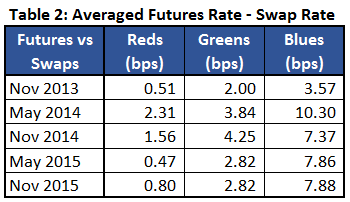 Table 2: Averaged Futures Rate - Swap Rate
Futures vs Swaps Reds (bps) Greens (bps) Blues (bps)
Nov 2013 0.51 2.00 3.57
May 2014 2.31 3.84 10.30
Nov 2014 1.56 4.25 7.37
May 2015 0.47 2.82 7.86
Nov 2015 0.80 2.82 7.88